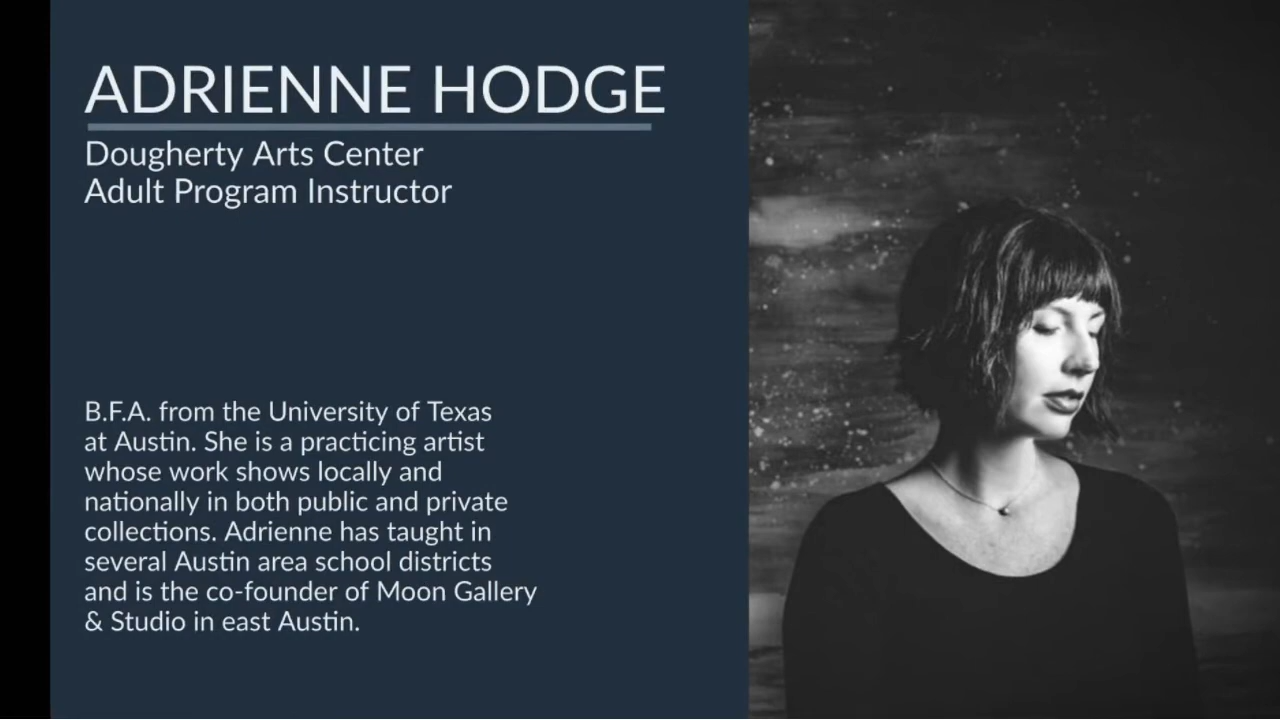 ADRIENNE HODGE
Dougherty Arts Center
Adult Program Instructor
B.F.A. from the University of Texas
at Austin. She is a practicing artist
whose work shows locally and
nationally in both public and private
collections. Adrienne has taught in
several Austin area school districts
and is the co-founder of Moon Gallery
& Studio in east Austin.